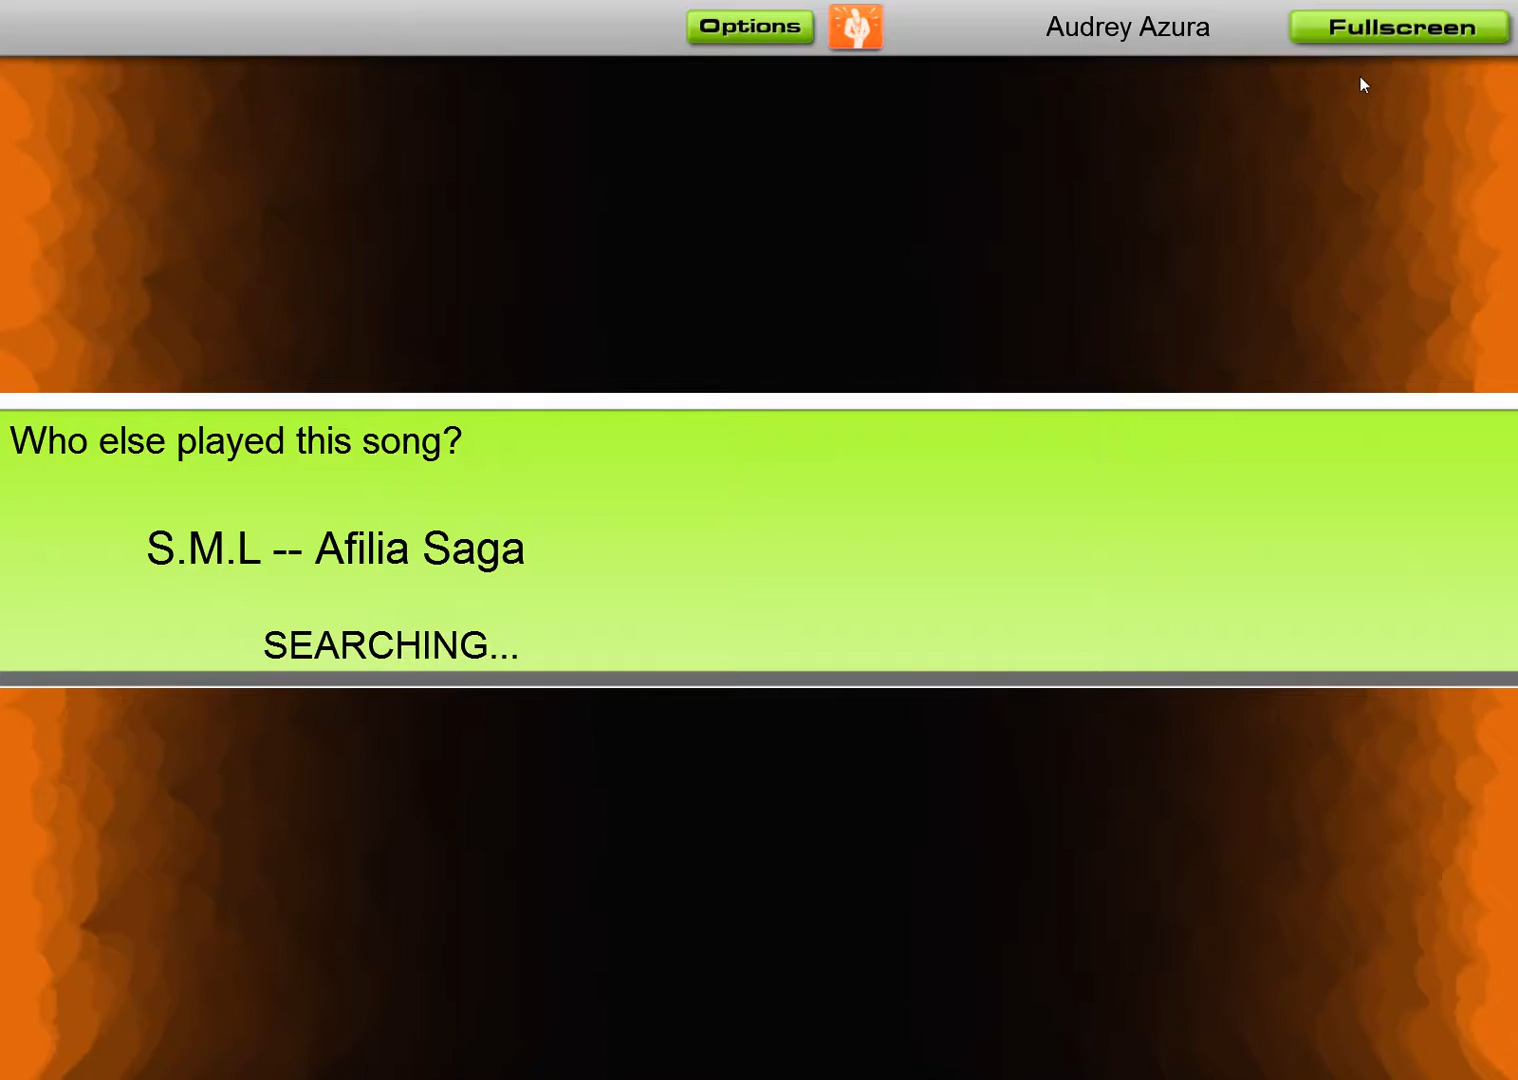 Options
Audrey Azura
Fullscreen
Who else played this song?
S.M.L -- Afilia Saga
SEARCHING...